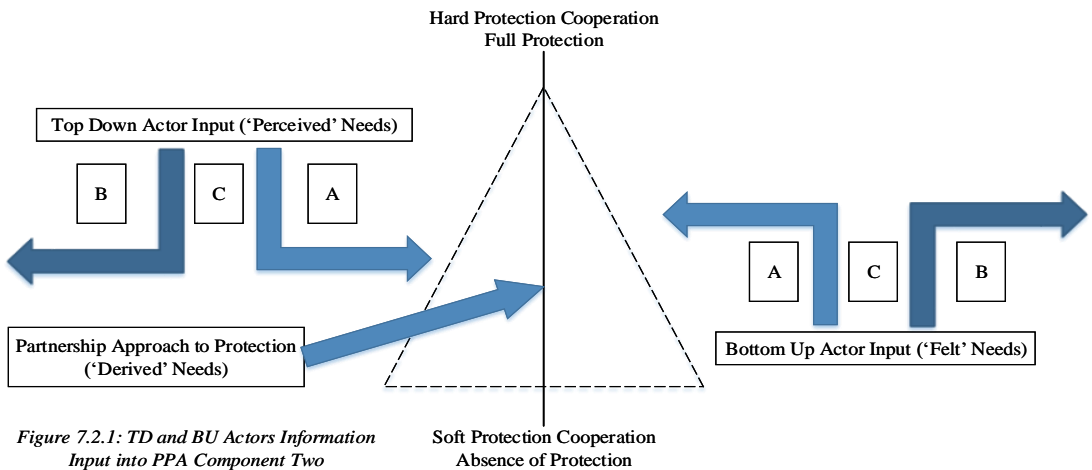 Hard Protection Cooperation
Full Protection
Top Down Actor Input (‘Perceived’ Needs)
B
C
A
A
C
B
Partnership Approach to Protection
(‘Derived’ Needs)
Bottom Up Actor Input (‘Felt’ Needs)
Figure 7.2.1: TD and BU Actors Information
Input into PPA Component Two
Soft Protection Cooperation
Absence of Protection